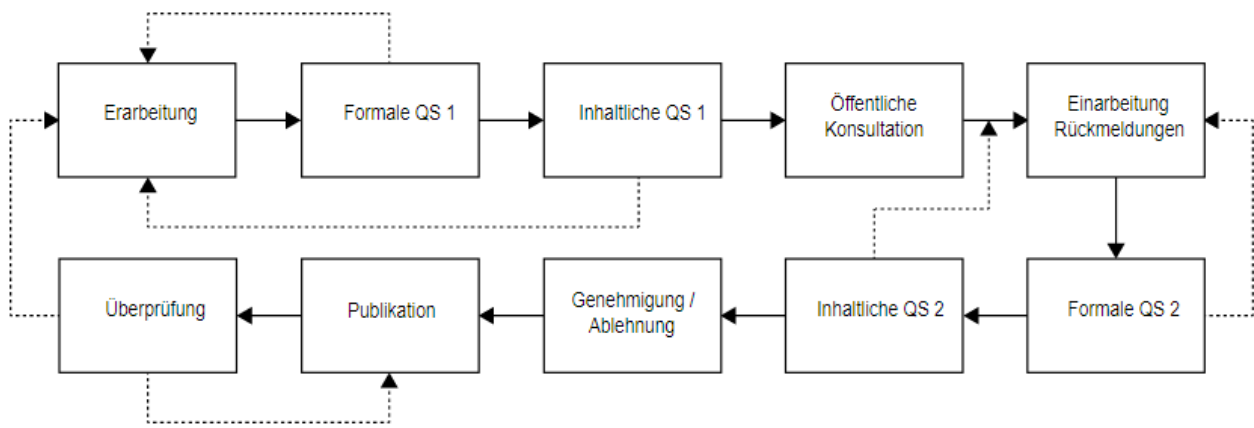 Erarbeitung
Formale QS 1
Inhaltliche QS 1
Öffentliche
Konsultation
Einarbeitung
Rückmeldungen
Überprüfung
Publikation
Genehmigung /
Ablehnung
Inhaltliche QS 2
Formale QS 2